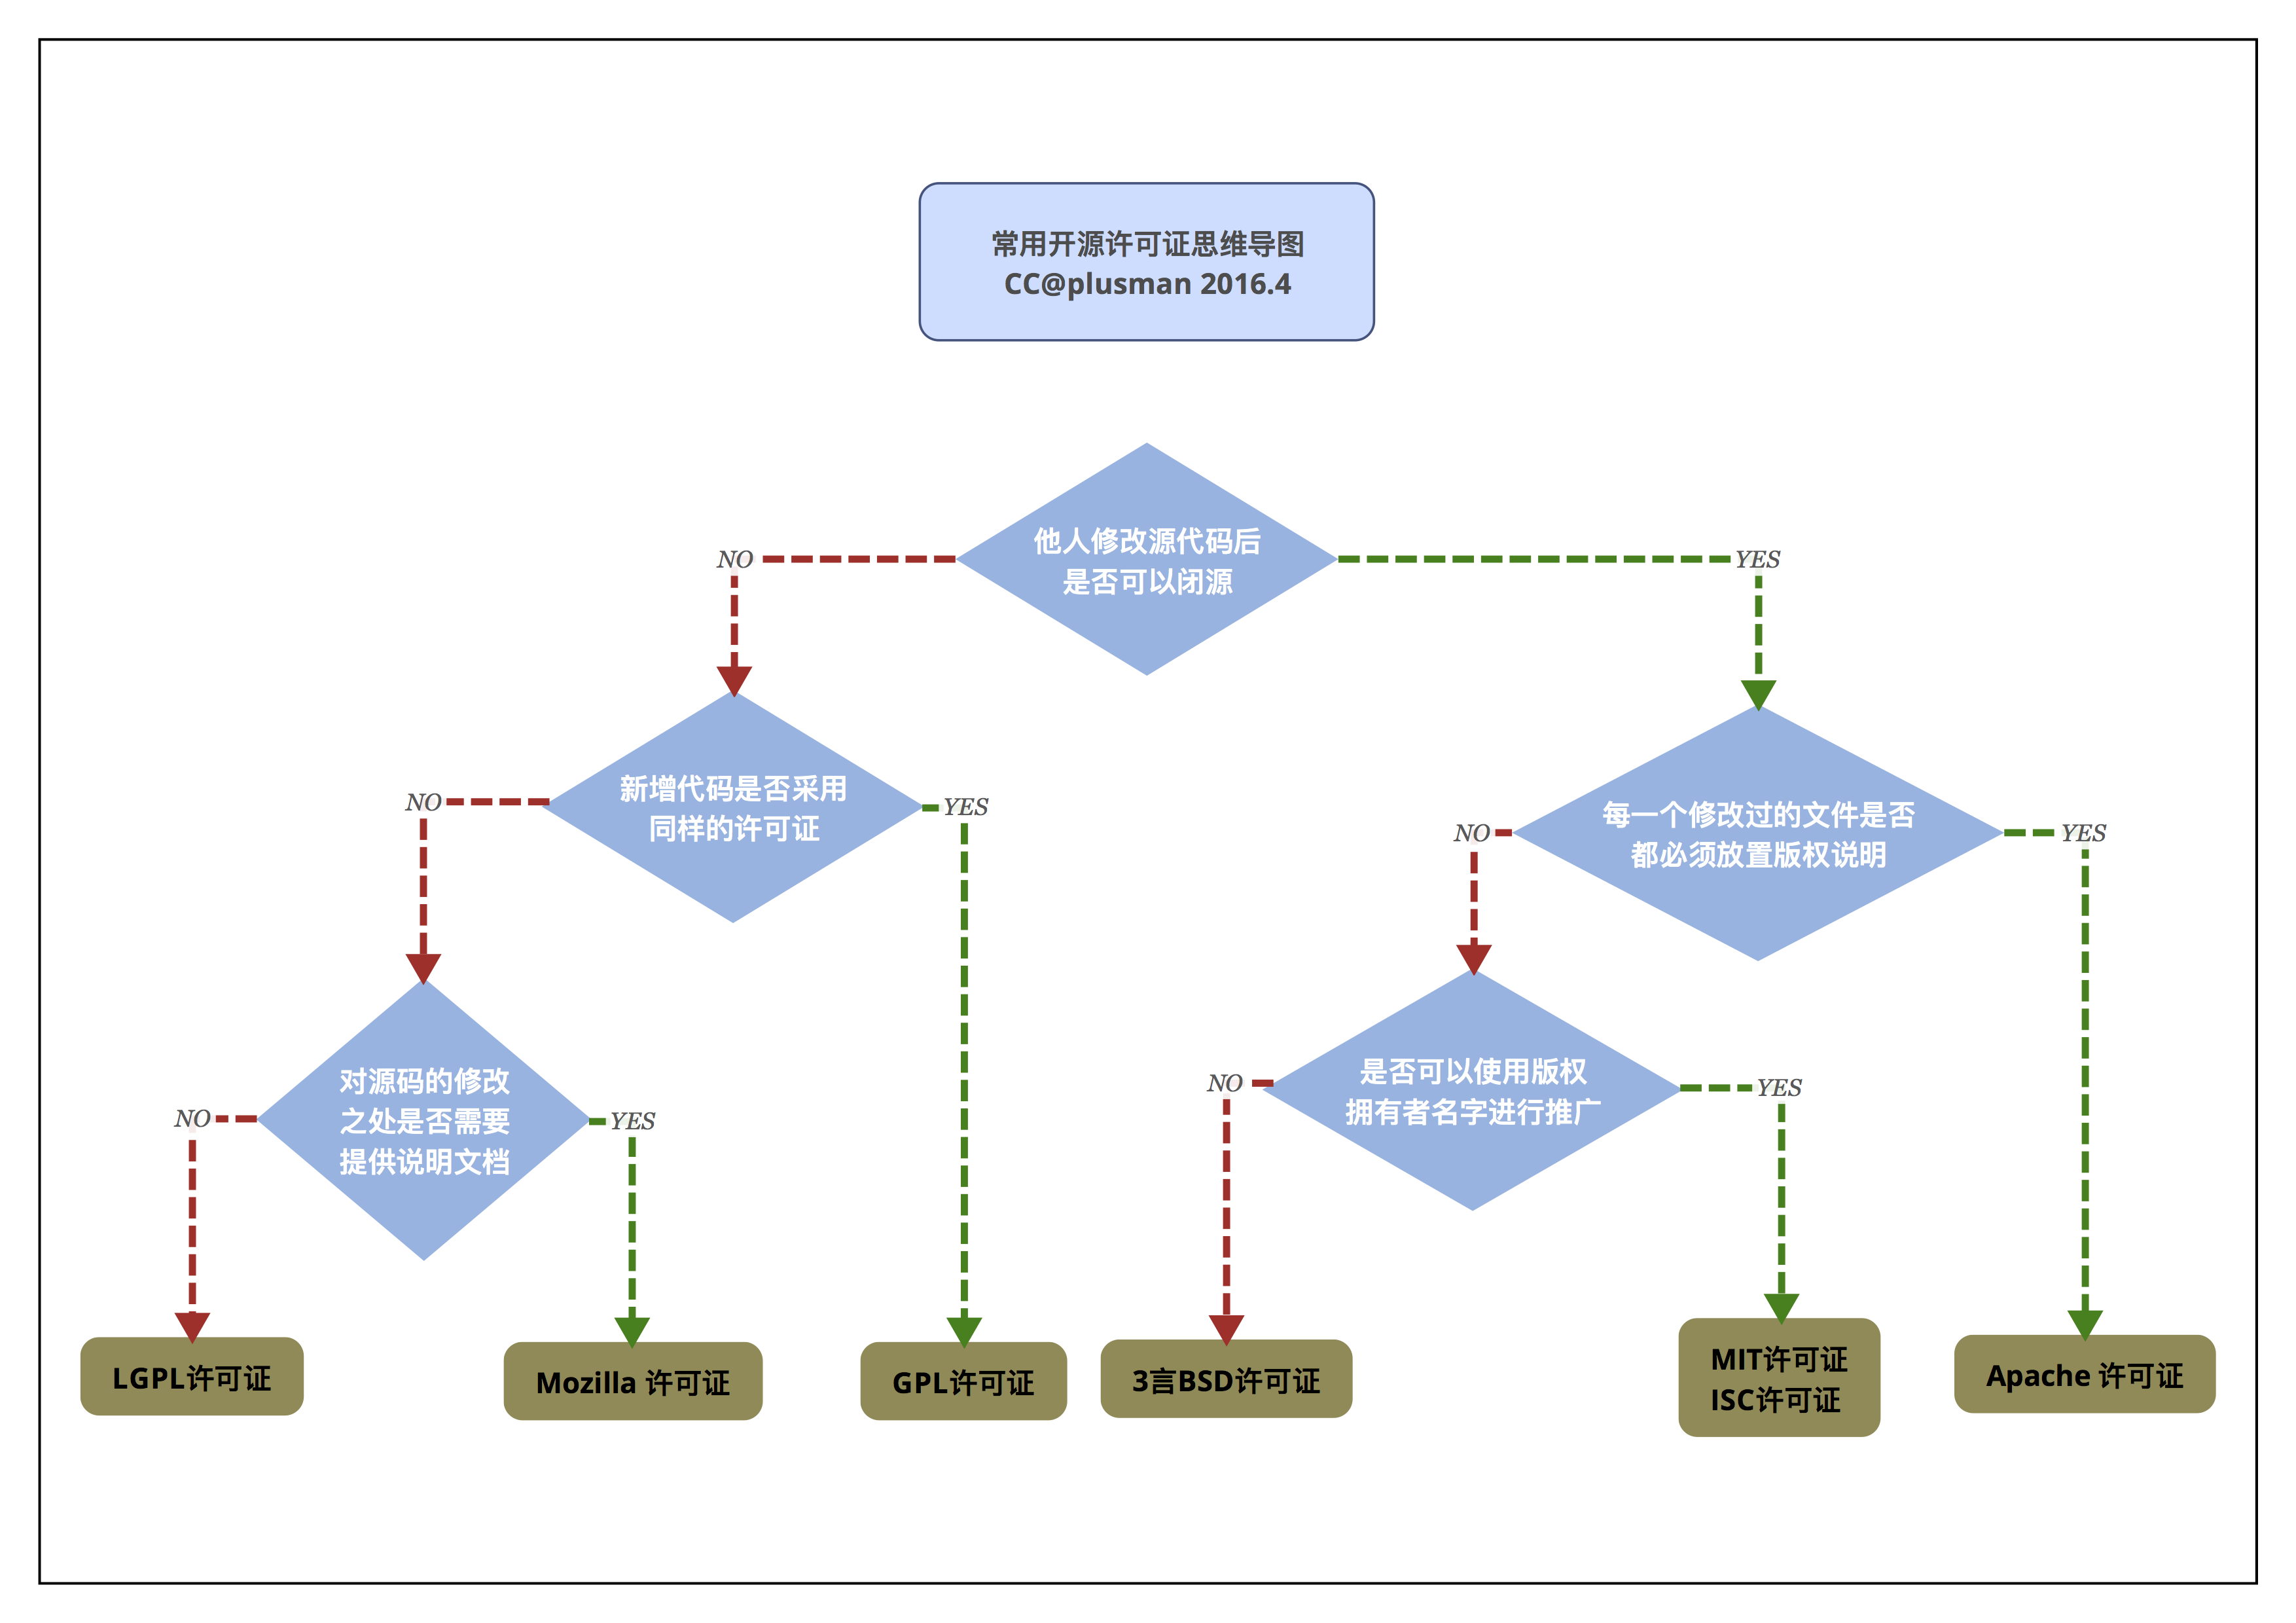 常用开源许可证思维导图
CC@plusman 2016.4
他人修改源代码后
是否可以闭源
NO
YES
新增代码是否采用
同样的许可证
NO
YES
每一个修改过的文件是否
都必须放置版权说明
NO
YES
对源码的修改
之处是否需要
提供说明文档
NO
YES
是否可以使用版权
拥有者名字进行推广
NO
YES
LGPL许可证
Mozilla 许可证
GPL许可证
3言BSD许可证
MIT许可证
ISC许可证
Apache 许可证